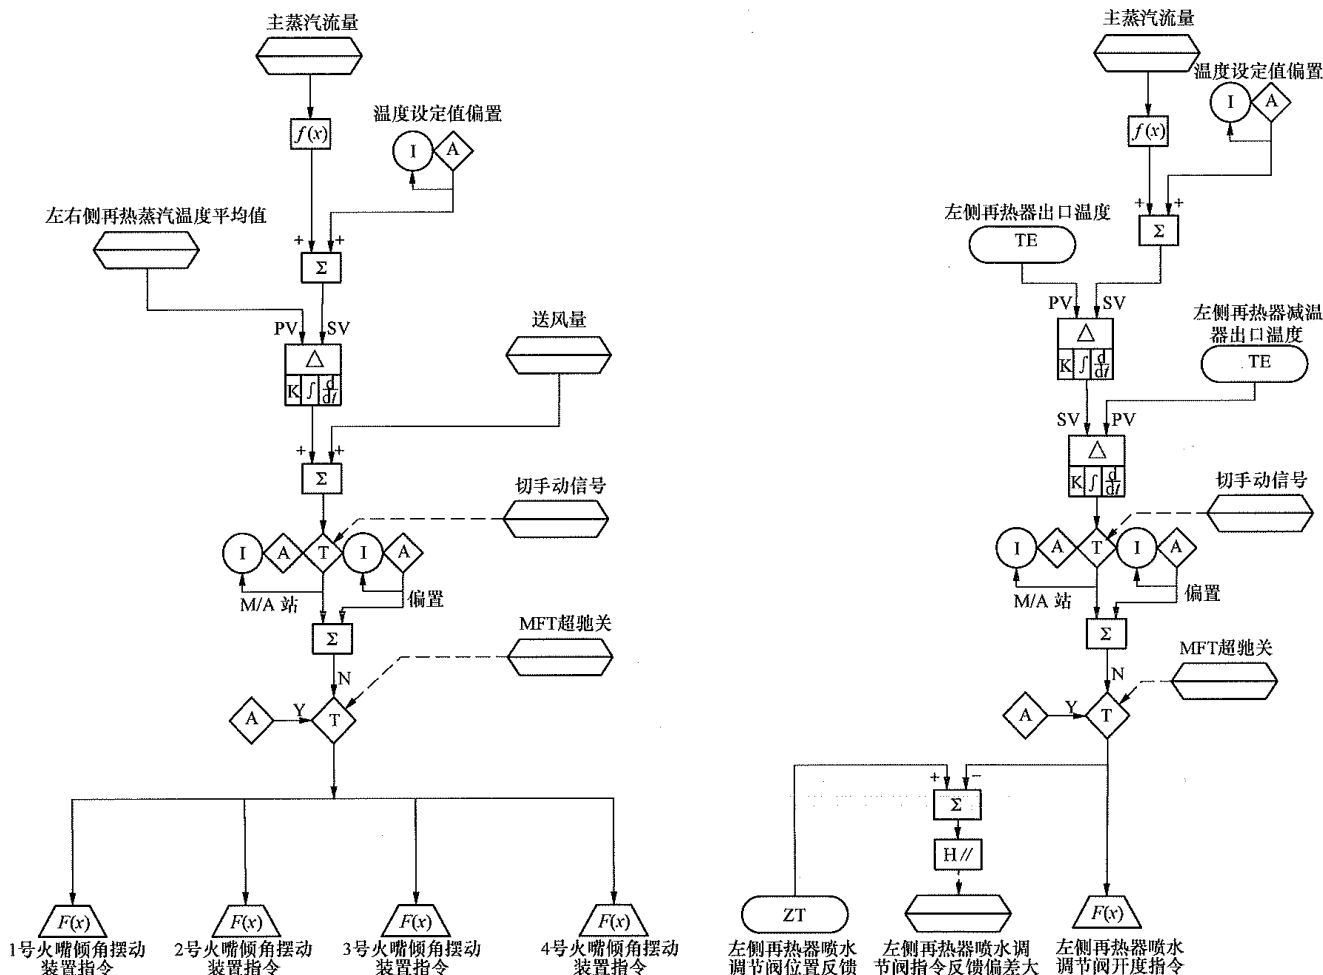 主蒸汽流量
f(x)
温度设定值偏置
I
A
左右侧再热蒸汽温度平均值
+
+
Σ
PV
SV
△
K
∫
d/dt
送风量
+
+
Σ
切手动信号
I
A
T
I
A
M/A 站
偏置
Σ
MFT超驰关
N
A
Y
T
F(x)
F(x)
F(x)
F(x)
1号火嘴倾角摆动
装置指令
2号火嘴倾角摆动
装置指令
3号火嘴倾角摆动
装置指令
4号火嘴倾角摆动
装置指令
主蒸汽流量
温度设定值偏置
I
A
f(x)
+
+
Σ
左侧再热器出口温度
TE
PV
SV
△
K
∫
d/dt
左侧再热器减温
器出口温度
TE
SV
PV
△
K
∫
d/dt
切手动信号
I
A
T
I
A
M/A 站
偏置
Σ
MFT超驰关
N
A
Y
T
+
−
Σ
H//
ZT
F(x)
左侧再热器喷水
调节阀位置反馈
左侧再热器喷水调
节阀指令反馈偏差大
左侧再热器喷水
调节阀开度指令